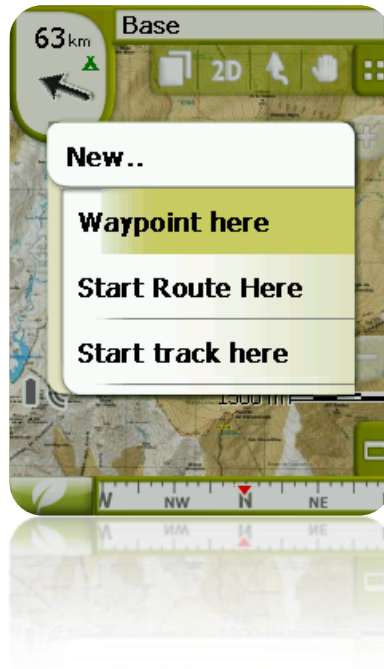 63km
Base
2D
New..
Waypoint here
Start Route Here
Start track here
W NW N NE